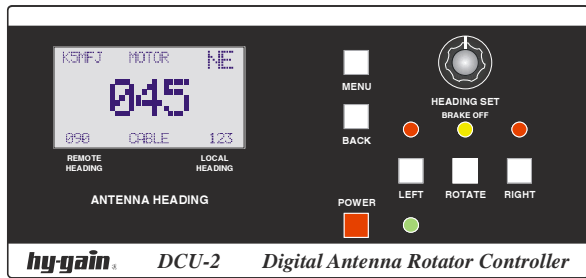 K5MFJ MOTOR NE
045
090 CABLE 123
REMOTE HEADING
LOCAL HEADING
ANTENNA HEADING
MENU
BACK
HEADING SET
BRAKE OFF
LEFT ROTATE RIGHT
POWER
hy-gain® DCU-2 Digital Antenna Rotator Controller